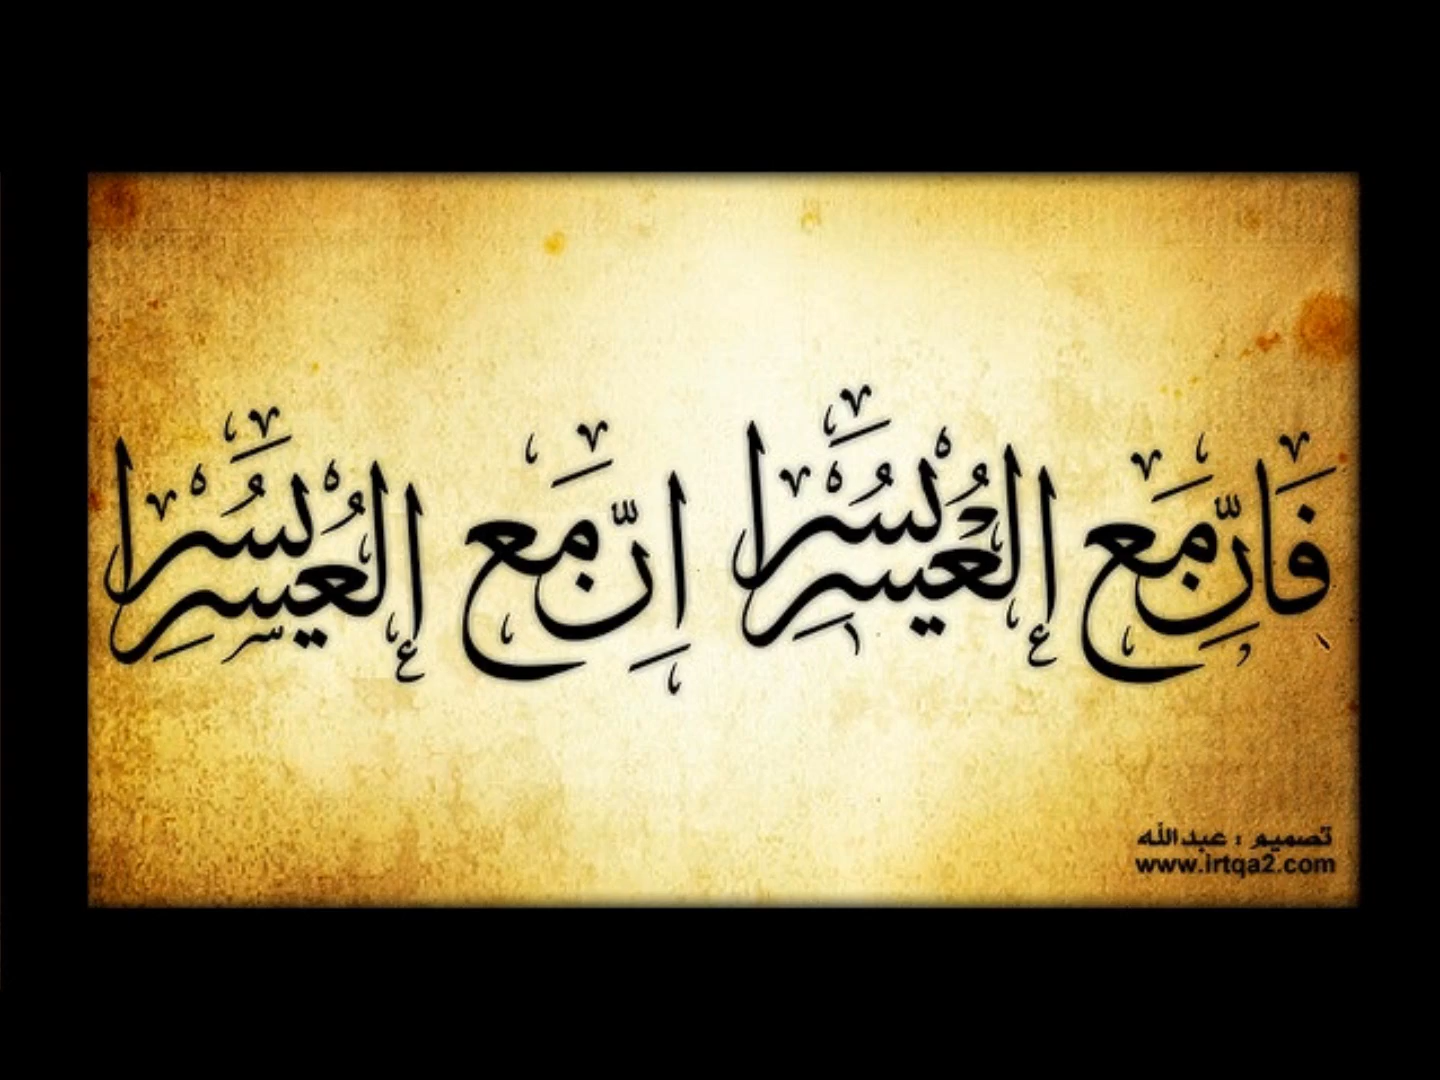 فَإِنَّ مَعَ الْعُسْرِ يُسْرًا إِنَّ مَعَ الْعُسْرِ يُسْرًا
تصميم : عبدالله
www.irtqa2.com